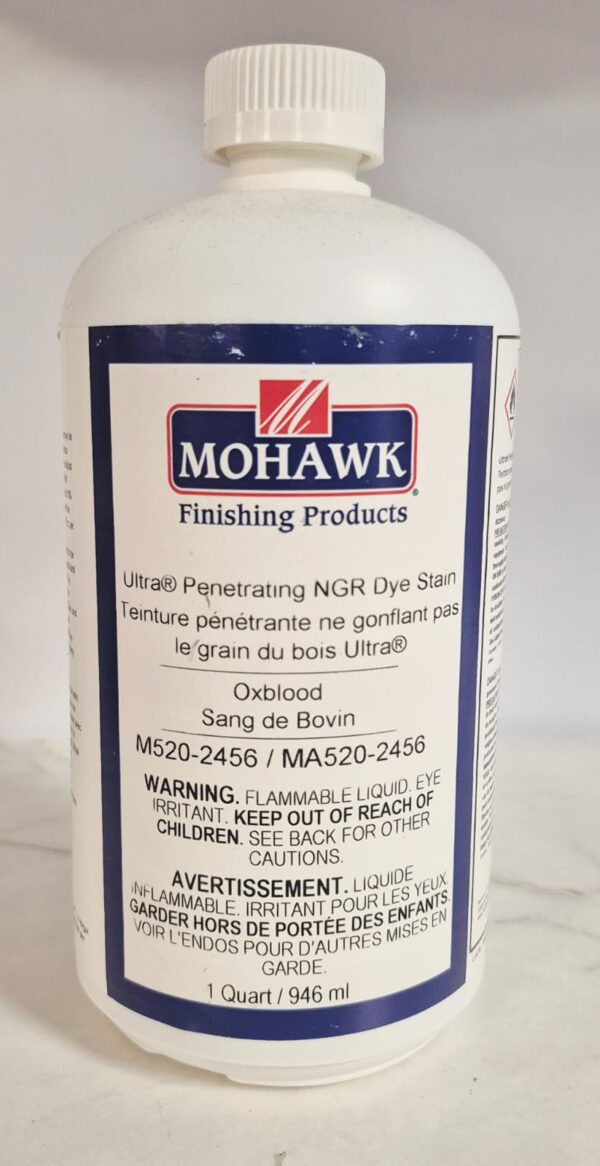 MOHAWK®
Finishing Products
Ultra® Penetrating NGR Dye Stain
Teinture pénétrante ne gonflant pas
le grain du bois Ultra®
Oxblood
Sang de Bovin
M520-2456 / MA520-2456
WARNING. FLAMMABLE LIQUID. EYE
IRRITANT. KEEP OUT OF REACH OF
CHILDREN. SEE BACK FOR OTHER
CAUTIONS.
AVERTISSEMENT. LIQUIDE
INFLAMMABLE. IRRITANT POUR LES YEUX.
GARDER HORS DE PORTÉE DES ENFANTS.
VOIR L'ENDOS POUR D'AUTRES MISES EN
GARDE.
1 Quart / 946 ml